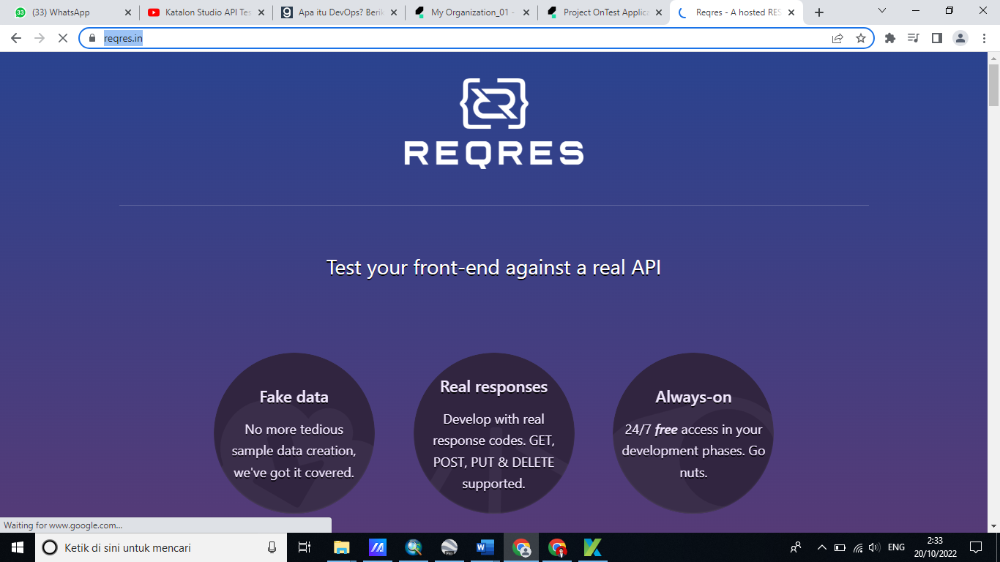 33
(33) WhatsApp
Katalon Studio API Tes
Apa itu DevOps? Berik
My Organization_01 -
Project OnTest Applica
Reqres - A hosted RES
reqres.in
REQRES
Test your front-end against a real API
Fake data
No more tedious
sample data creation,
we've got it covered.
Real responses
Develop with real
response codes. GET,
POST, PUT & DELETE
supported.
Always-on
24/7 free access in your
development phases. Go
nuts.
Waiting for www.google.com...
Ketik di sini untuk mencari
ENG
2:33
20/10/2022